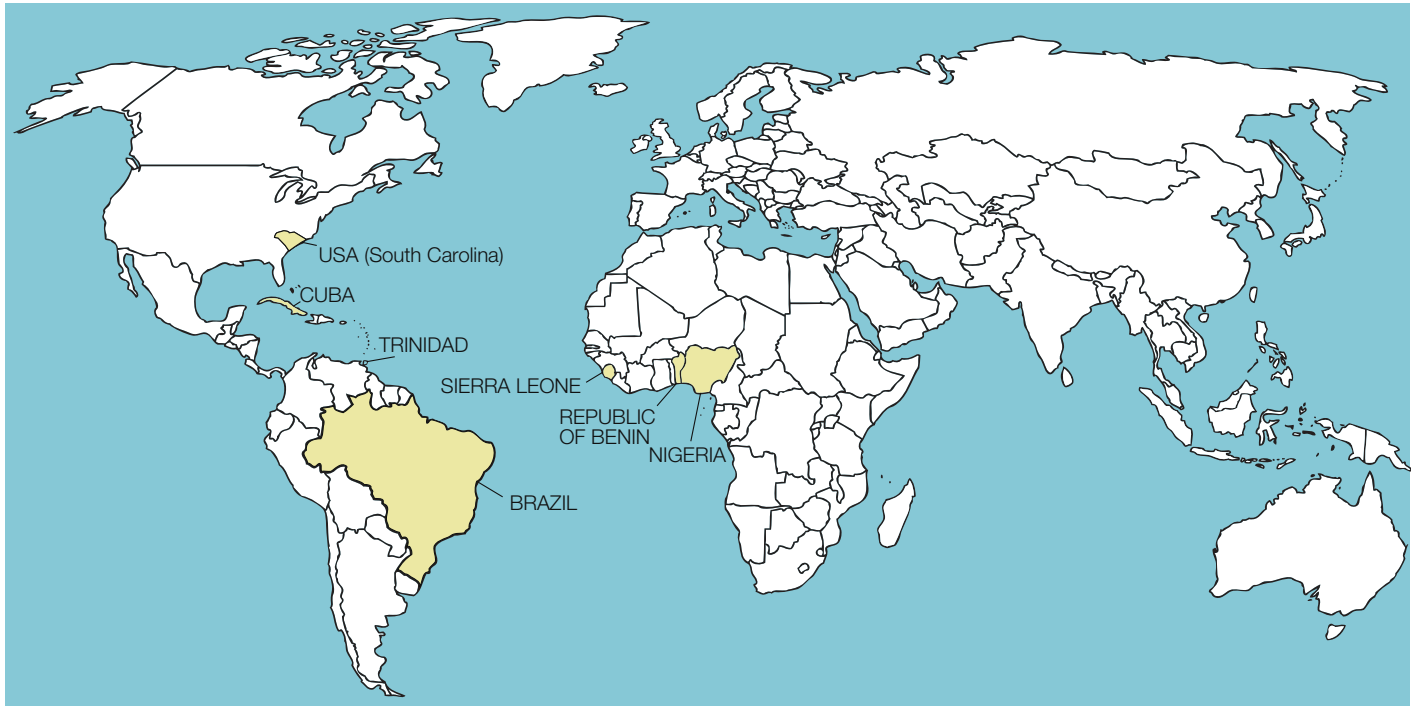 USA (South Carolina)
CUBA
TRINIDAD
SIERRA LEONE
REPUBLIC
OF BENIN
NIGERIA
BRAZIL